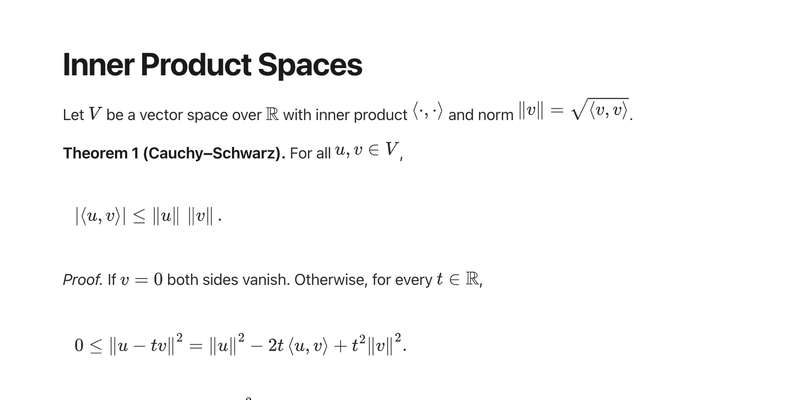 Inner Product Spaces
Let V be a vector space over ℝ with inner product ⟨·, ·⟩ and norm ‖v‖ = √⟨v, v⟩.
Theorem 1 (Cauchy–Schwarz). For all u, v ∈ V,
|⟨u, v⟩| ≤ ‖u‖ ‖v‖ .
Proof. If v = 0 both sides vanish. Otherwise, for every t ∈ ℝ,
0 ≤ ‖u − tv‖² = ‖u‖² − 2t ⟨u, v⟩ + t²‖v‖².